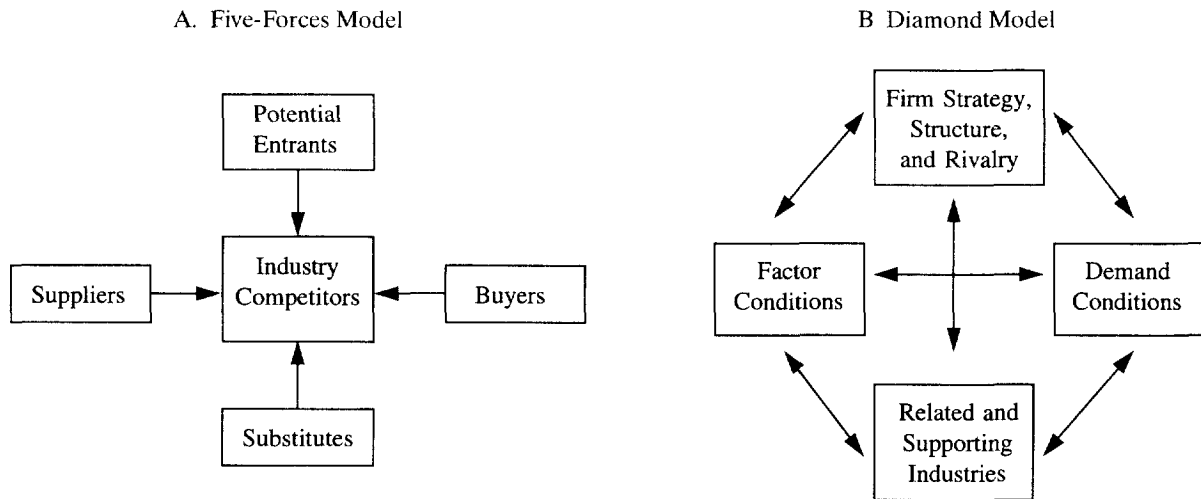 A. Five-Forces Model
Potential
Entrants
Suppliers
Industry
Competitors
Buyers
Substitutes
B Diamond Model
Firm Strategy,
Structure,
and Rivalry
Factor
Conditions
Demand
Conditions
Related and
Supporting
Industries